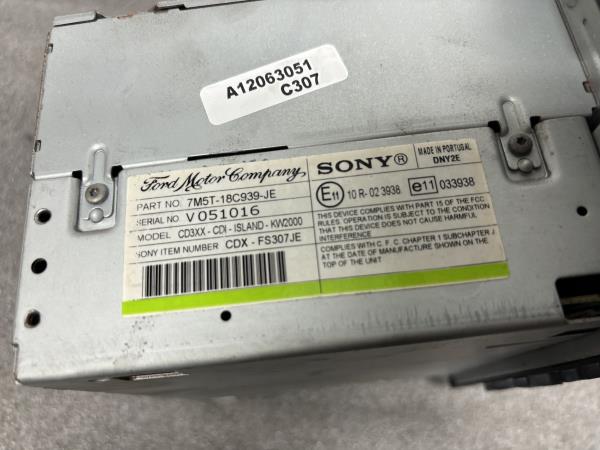 A12063051
C307
Ford Motor Company
PART NO. 7M5T-18C939-JE
SERIAL NO V051016
MODEL CD3XX - CDI - ISLAND - KW2000
SONY ITEM NUMBER CDX - FS307JE
SONY®
MADE IN PORTUGAL
DNY2E
E11 10 R- 02 3938
e11 033938
THIS DEVICE COMPLIES WITH PART 15 OF THE FCC
RULES. OPERATION IS SUBJECT TO THE CONDITION
THAT THIS DEVICE DOES NOT CAUSE HARMFUL
INTERFERENCE
COMPLIES WITH C. F. C. CHAPTER 1 SUBCHAPTER J
AT THE DATE OF MANUFACTURE SHOWN ON THE
TOP OF THE UNIT